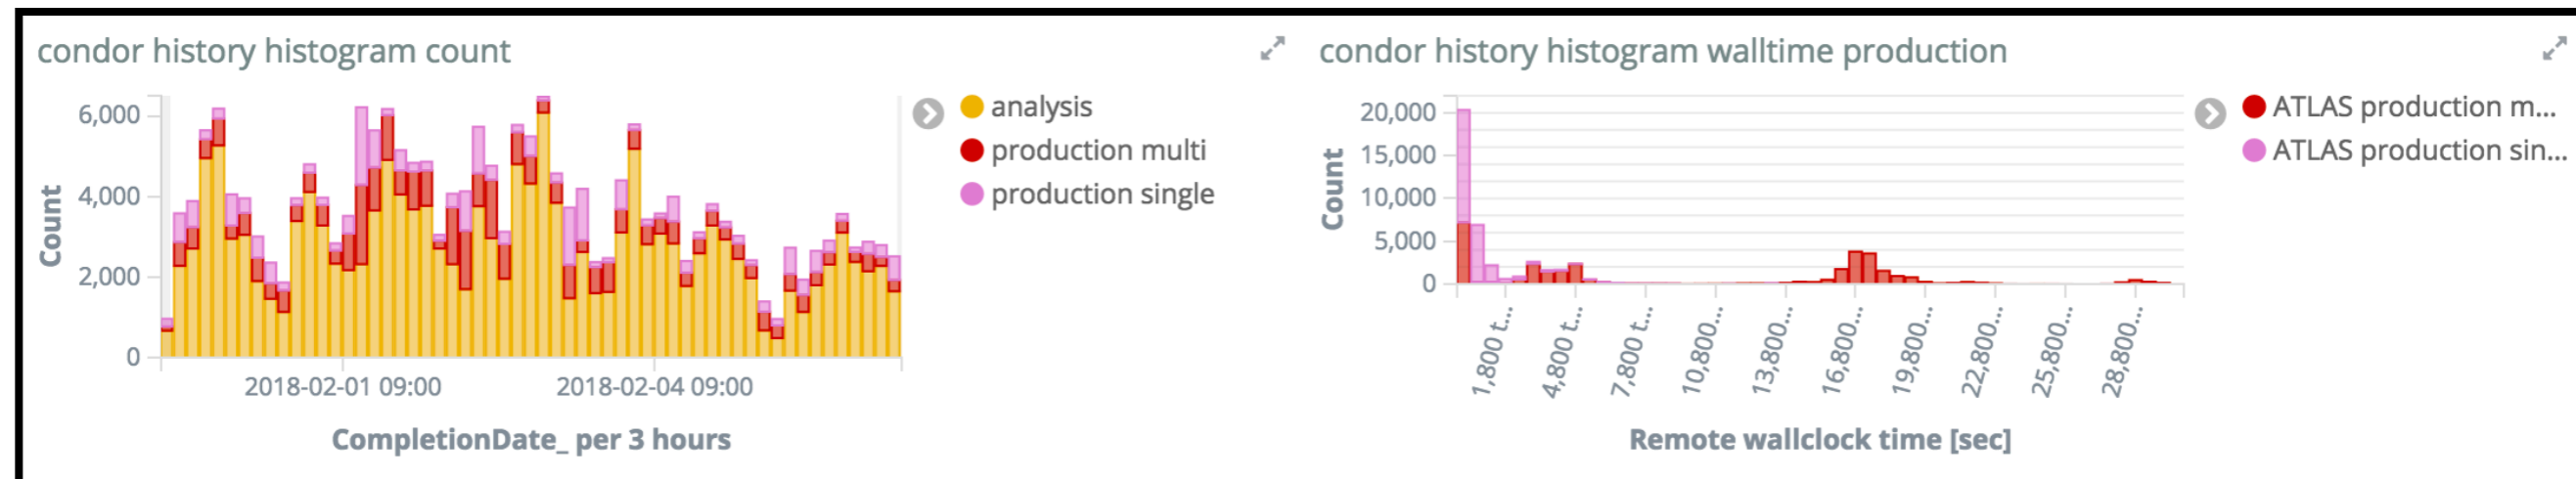 condor history histogram count
6,000
4,000
2,000
0
Count
2018-02-01 09:00
2018-02-04 09:00
CompletionDate_ per 3 hours
analysis
production multi
production single
condor history histogram walltime production
20,000
15,000
10,000
5,000
0
Count
1,800 t...
4,800 t...
7,800 t...
10,800...
13,800...
16,800...
19,800...
22,800...
25,800...
28,800...
Remote wallclock time [sec]
ATLAS production m...
ATLAS production sin...